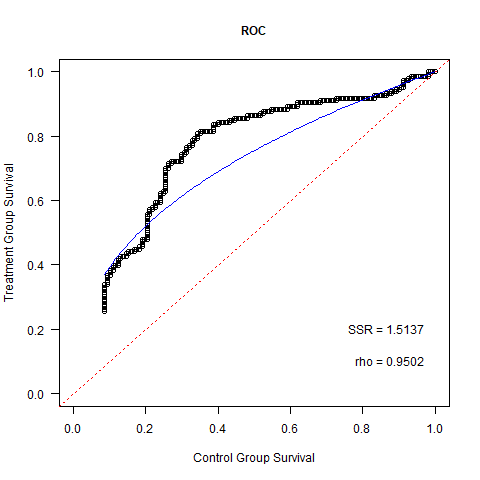 ROC
Treatment Group Survival
1.0
0.8
0.6
0.4
0.2
0.0
SSR = 1.5137
rho = 0.9502
0.0 0.2 0.4 0.6 0.8 1.0
Control Group Survival